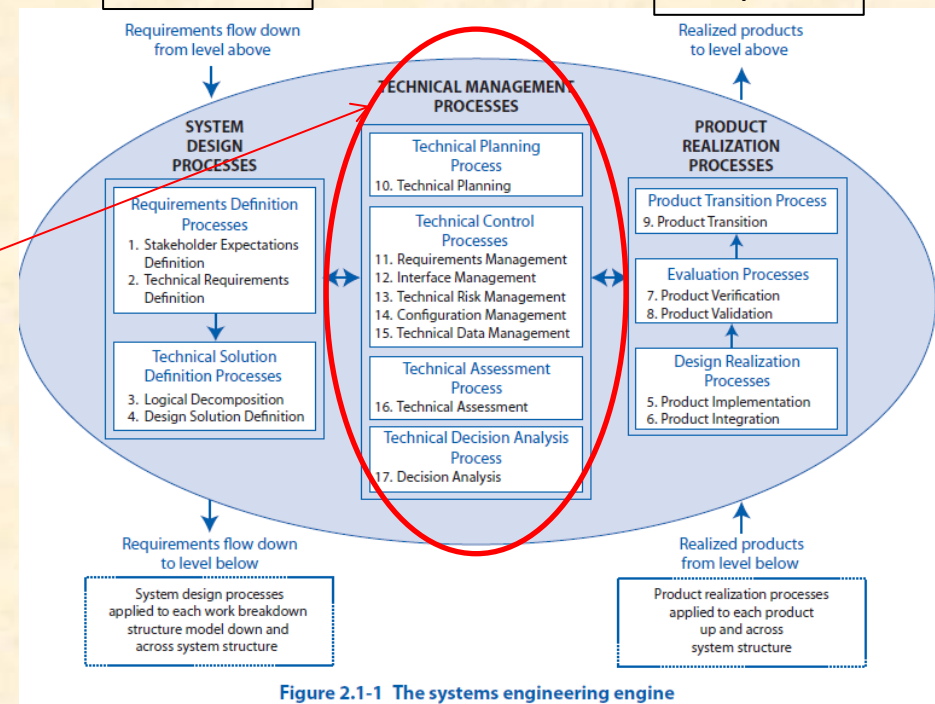 Requirements flow down
from level above
Realized products
to level above
TECHNICAL MANAGEMENT
PROCESSES
SYSTEM
DESIGN
PROCESSES
Requirements Definition
Processes
1. Stakeholder Expectations
Definition
2. Technical Requirements
Definition
Technical Solution
Definition Processes
3. Logical Decomposition
4. Design Solution Definition
Technical Planning
Process
10. Technical Planning
Technical Control
Processes
11. Requirements Management
12. Interface Management
13. Technical Risk Management
14. Configuration Management
15. Technical Data Management
Technical Assessment
Process
16. Technical Assessment
Technical Decision Analysis
Process
17. Decision Analysis
PRODUCT
REALIZATION
PROCESSES
Product Transition Process
9. Product Transition
Evaluation Processes
7. Product Verification
8. Product Validation
Design Realization
Processes
5. Product Implementation
6. Product Integration
Requirements flow down
to level below
System design processes
applied to each work breakdown
structure model down and
across system structure
Realized products
from level below
Product realization processes
applied to each product
up and across
system structure
Figure 2.1-1 The systems engineering engine